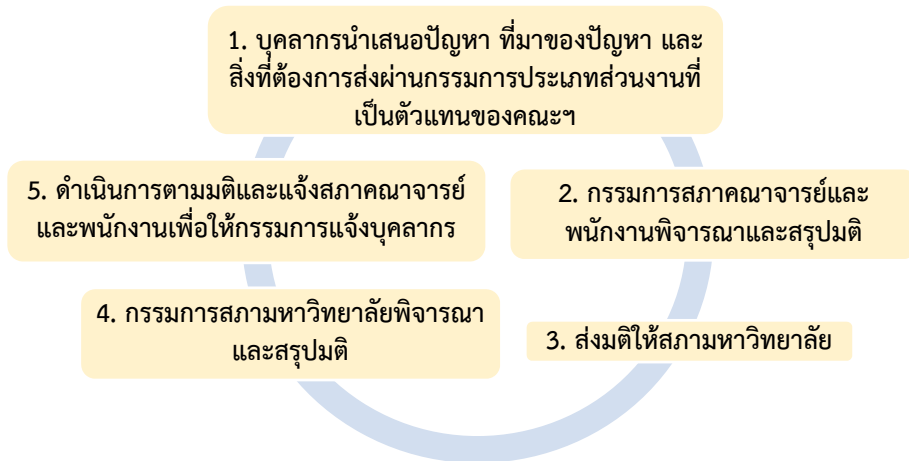 1. บุคลากรนำเสนอปัญหา ที่มาของปัญหา และ
สิ่งที่ต้องการส่งผ่านกรรมการประเภทส่วนงานที่
เป็นตัวแทนของคณะฯ
2. กรรมการสภาคณาจารย์และ
พนักงานพิจารณาและสรุปมติ
3. ส่งมติให้สภามหาวิทยาลัย
4. กรรมการสภามหาวิทยาลัยพิจารณา
และสรุปมติ
5. ดำเนินการตามมติและแจ้งสภาคณาจารย์
และพนักงานเพื่อให้กรรมการแจ้งบุคลากร